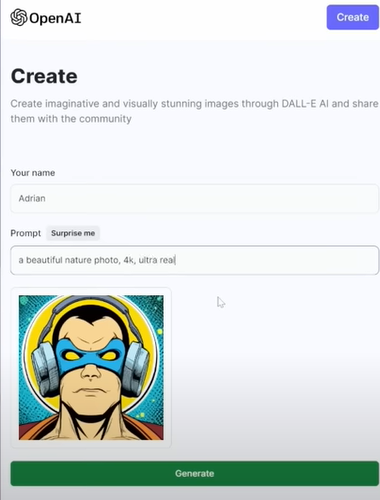 OpenAI
Create
Create
Create imaginative and visually stunning images through DALL-E AI and share
them with the community
Your name
Adrian
Prompt Surprise me
a beautiful nature photo, 4k, ultra real
Generate